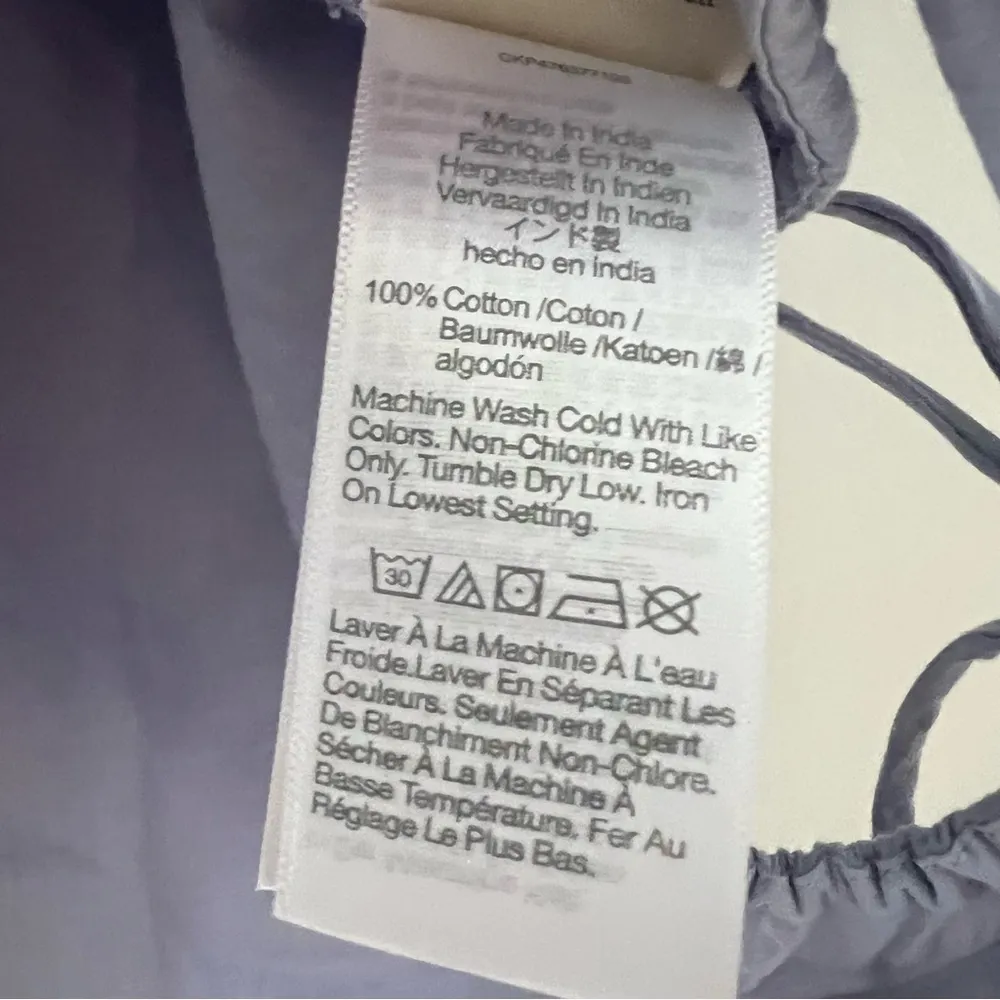 Made In India
Fabriqué En Inde
Hergestellt In Indien
Vervaardigd In India
インド製
hecho en india
100% Cotton /Coton /
Baumwolle /Katoen /綿 /
algodón
Machine Wash Cold With Like
Colors. Non-Chlorine Bleach
Only. Tumble Dry Low. Iron
On Lowest Setting.
30
Laver À La Machine À L'eau
Froide.Laver En Séparant Les
Couleurs. Seulement Agent
De Blanchiment Non-Chlore.
Sécher À La Machine À
Basse Température. Fer Au
Réglage Le Plus Bas.